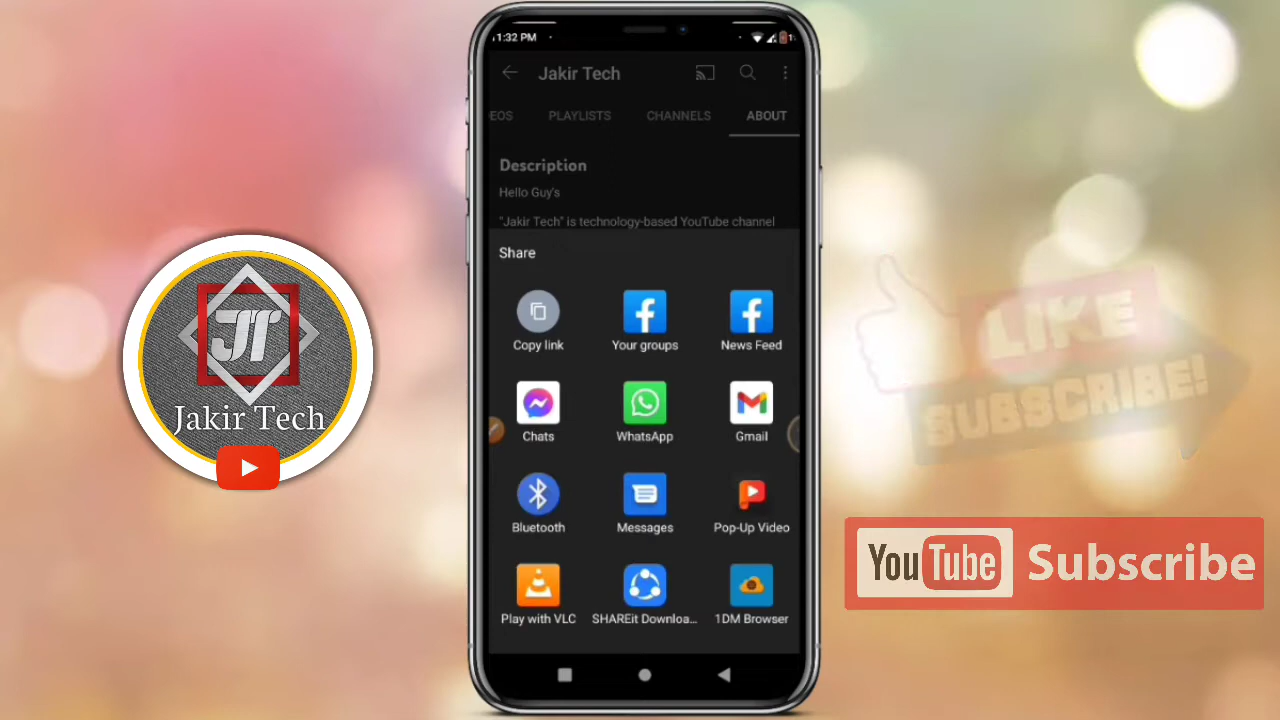 1:32 PM
Jakir Tech
EOS PLAYLISTS CHANNELS ABOUT
Description
Hello Guy's
"Jakir Tech" is technology-based YouTube channel
Share
Copy link Your groups News Feed
Chats WhatsApp Gmail
Bluetooth Messages Pop-Up Video
Play with VLC SHAREit Downloa... 1DM Browser
JT
Jakir Tech
LIKE
SUBSCRIBE!
YouTube Subscribe